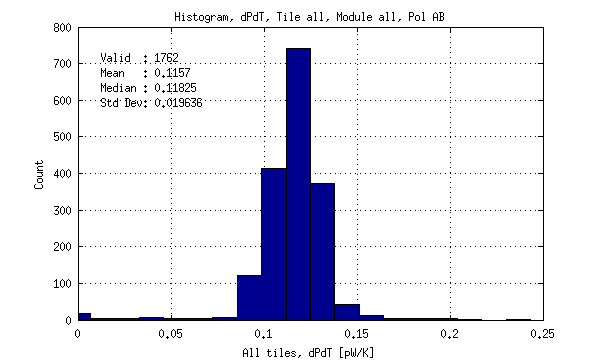 Histogram, dPdT, Tile all, Module all, Pol AB
800
700
600
500
400
300
200
100
0
Count
Valid : 1762
Mean : 0.1157
Median : 0.11825
Std Dev: 0.019636
0 0.05 0.1 0.15 0.2 0.25
All tiles, dPdT [pW/K]